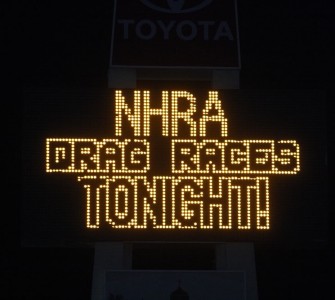 TOYOTA
NHRA
DRAG RACES
TONIGHT!